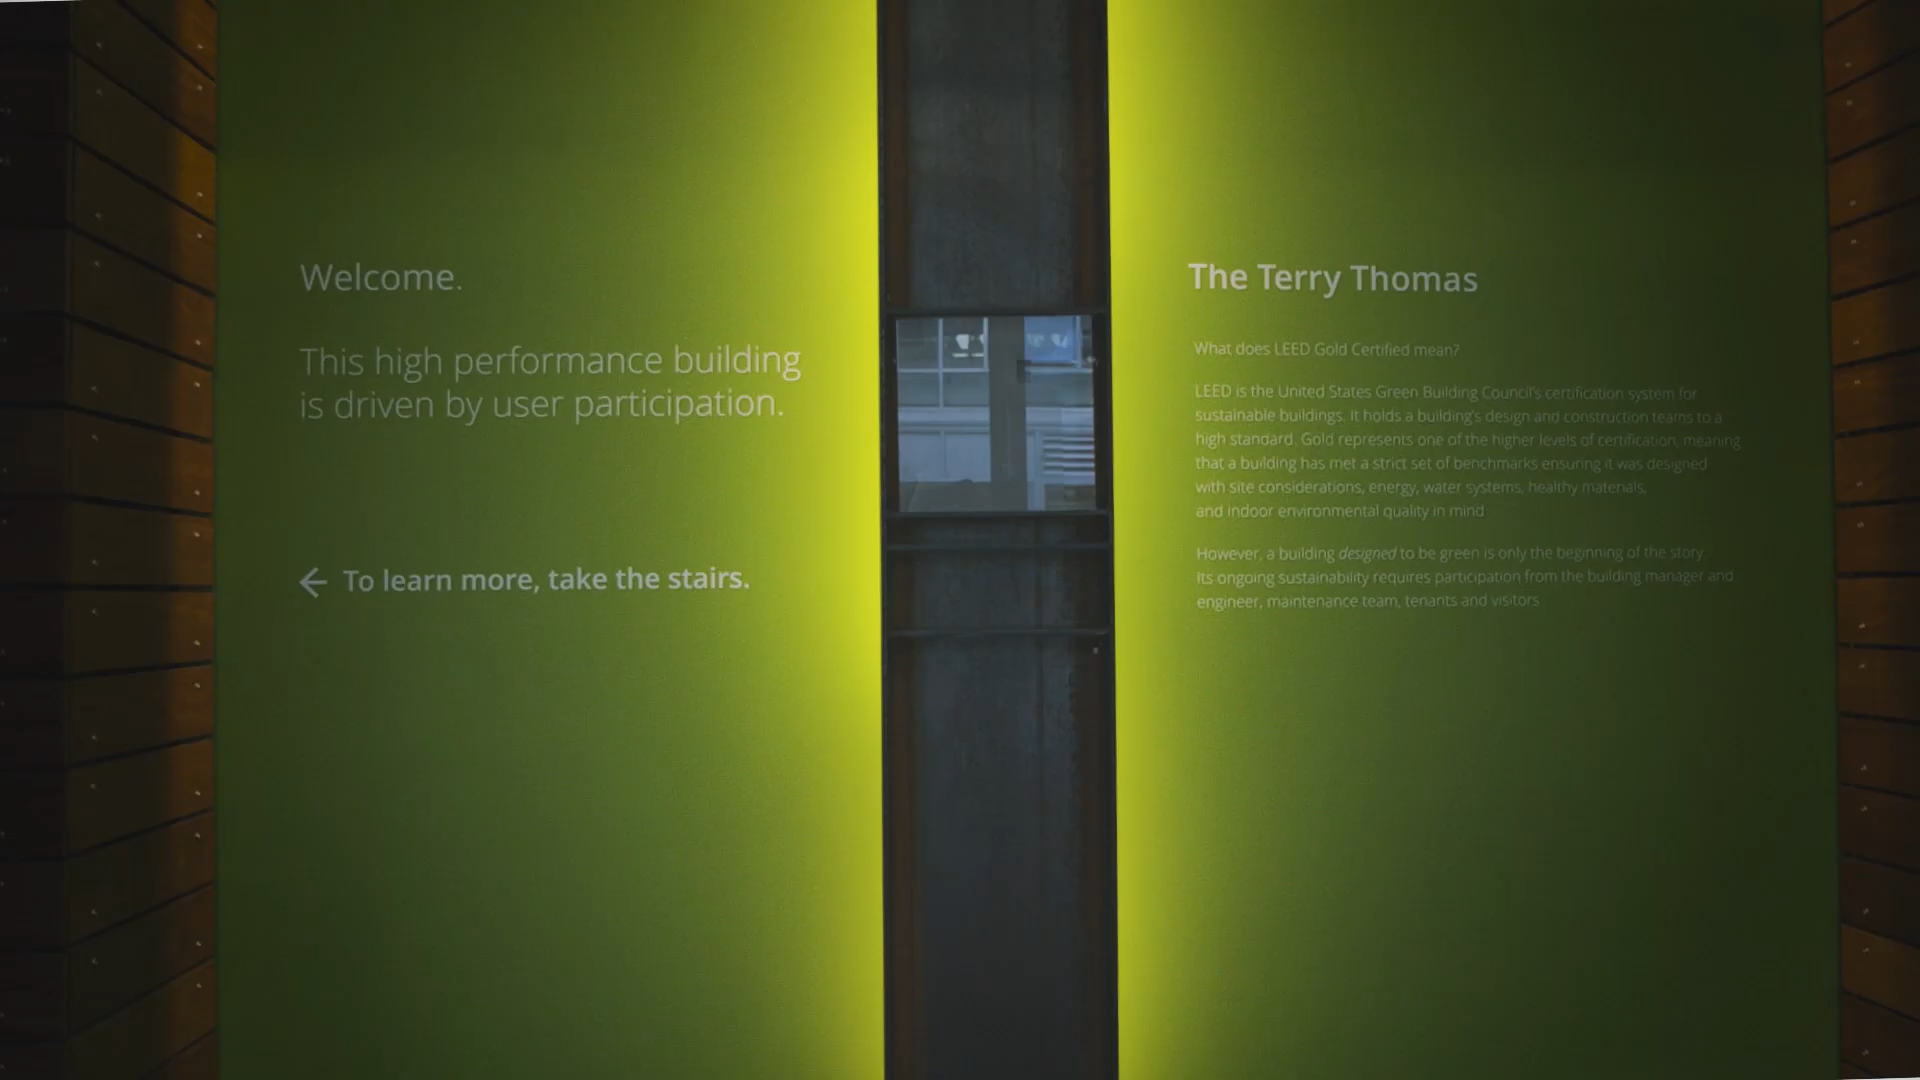 Welcome.
This high performance building
is driven by user participation.
← To learn more, take the stairs.
The Terry Thomas
What does LEED Gold Certified mean?
LEED is the United States Green Building Council's certification system for
sustainable buildings. It holds a building's design and construction teams to a
high standard. Gold represents one of the higher levels of certification, meaning
that a building has met a strict set of benchmarks ensuring it was designed
with site considerations, energy, water systems, healthy materials,
and indoor environmental quality in mind
However, a building designed to be green is only the beginning of the story.
Its ongoing sustainability requires participation from the building manager and
engineer, maintenance team, tenants and visitors